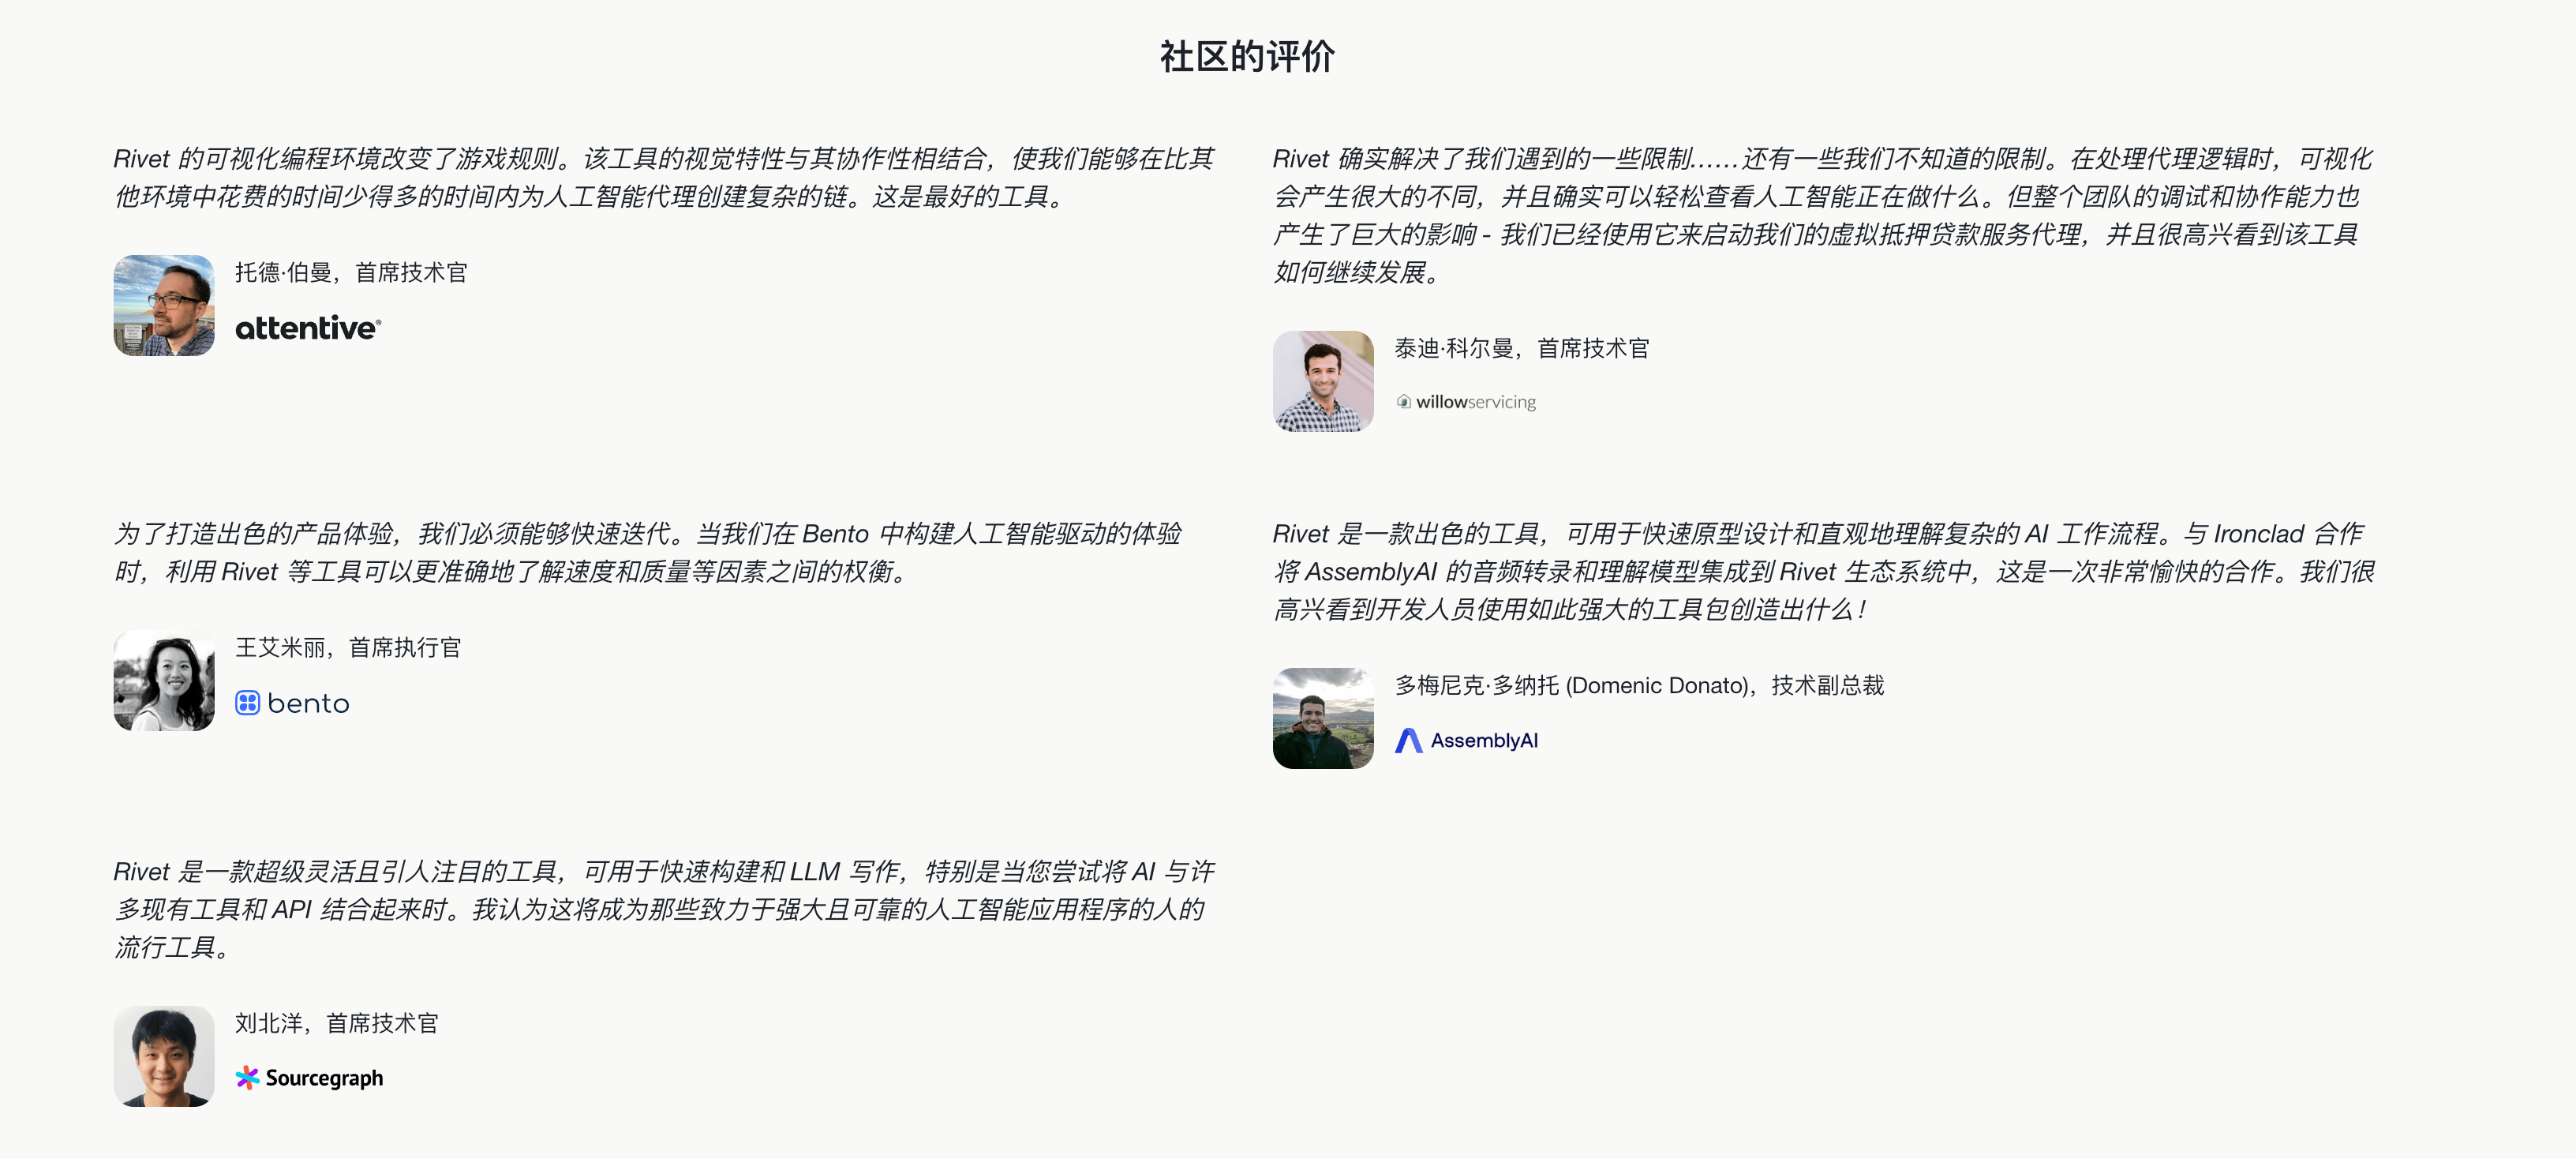 社区的评价
Rivet 的可视化编程环境改变了游戏规则。该工具的视觉特性与其协作性相结合，使我们能够在比其
他环境中花费的时间少得多的时间内为人工智能代理创建复杂的链。这是最好的工具。
托德·伯曼，首席技术官
attentive®
Rivet 确实解决了我们遇到的一些限制……还有一些我们不知道的限制。在处理代理逻辑时，可视化
会产生很大的不同，并且确实可以轻松查看人工智能正在做什么。但整个团队的调试和协作能力也
产生了巨大的影响 - 我们已经使用它来启动我们的虚拟抵押贷款服务代理，并且很高兴看到该工具
如何继续发展。
泰迪·科尔曼，首席技术官
willowservicing
为了打造出色的产品体验，我们必须能够快速迭代。当我们在 Bento 中构建人工智能驱动的体验
时，利用 Rivet 等工具可以更准确地了解速度和质量等因素之间的权衡。
王艾米丽，首席执行官
bento
Rivet 是一款出色的工具，可用于快速原型设计和直观地理解复杂的 AI 工作流程。与 Ironclad 合作
将 AssemblyAI 的音频转录和理解模型集成到 Rivet 生态系统中，这是一次非常愉快的合作。我们很
高兴看到开发人员使用如此强大的工具包创造出什么！
多梅尼克·多纳托 (Domenic Donato)，技术副总裁
AssemblyAI
Rivet 是一款超级灵活且引人注目的工具，可用于快速构建和 LLM 写作，特别是当您尝试将 AI 与许
多现有工具和 API 结合起来时。我认为这将成为那些致力于强大且可靠的人工智能应用程序的人的
流行工具。
刘北洋，首席技术官
Sourcegraph